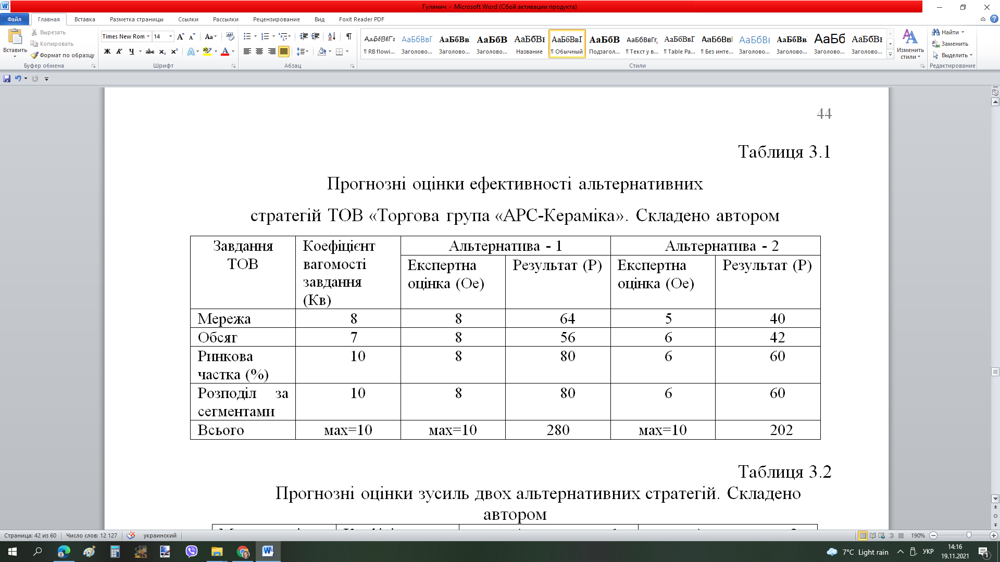 Гулянич - Microsoft Word (Сбой активации продукта)
Файл Главная Вставка Разметка страницы Ссылки Рассылки Рецензирование Вид Foxit Reader PDF
Вставить
Вырезать
Копировать
Формат по образцу
Буфер обмена
Times New Rom 14
Шрифт
Абзац
АаБбВвГг АаБбВвГ АаБбВв АаБбВ АаБбВв АаБбВвГ АаБбВ АаБбВвГг, АаБбВвГ АаБбВв АаБбВв АаБбВв АаБб АаБбВв
¶ RB flowi... Заголово... Заголово... Заголово... Название ¶ Обычный Подзагол... ¶ Текст у в... ¶ Table Pa... ¶ Без инте... Заголово... Заголово... Заголово... Заголово...
Стили
Изменить
стили
Найти
Заменить
Выделить
Редактирование
44
Таблиця 3.1
Прогнозні оцінки ефективності альтернативних
стратегій ТОВ «Торгова група «АРС-Кераміка». Складено автором
Завдання
ТОВ
Коефіцієнт
вагомості
завдання
(Кв)
Альтернатива - 1
Альтернатива - 2
Експертна
оцінка (Ое)
Результат (Р)
Експертна
оцінка (Ое)
Результат (Р)
Мережа 8 8 64 5 40
Обсяг 7 8 56 6 42
Ринкова
частка (%)
10 8 80 6 60
Розподіл за
сегментами
10 8 80 6 60
Всього мах=10 мах=10 280 мах=10 202
Таблиця 3.2
Прогнозні оцінки зусиль двох альтернативних стратегій. Складено
автором
Страница: 42 из 60 Число слов: 12 127 украинский 190%
7°C Light rain УКР 14:16
19.11.2021
1